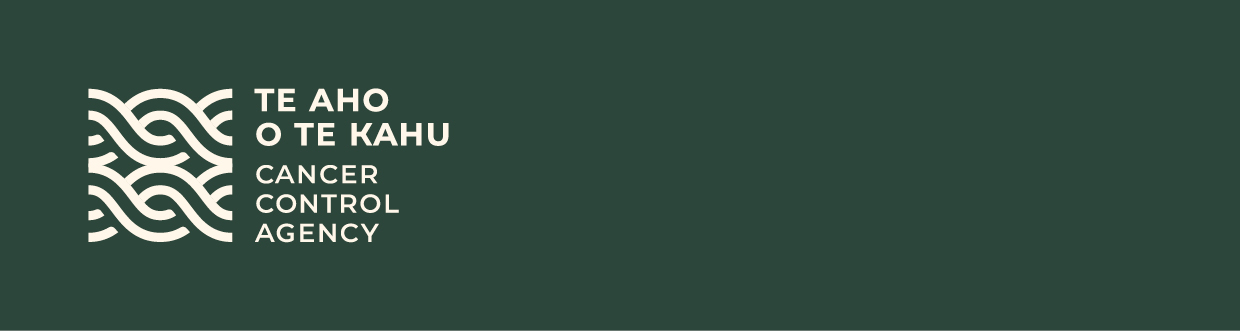 TE AHO
O TE KAHU
CANCER
CONTROL
AGENCY